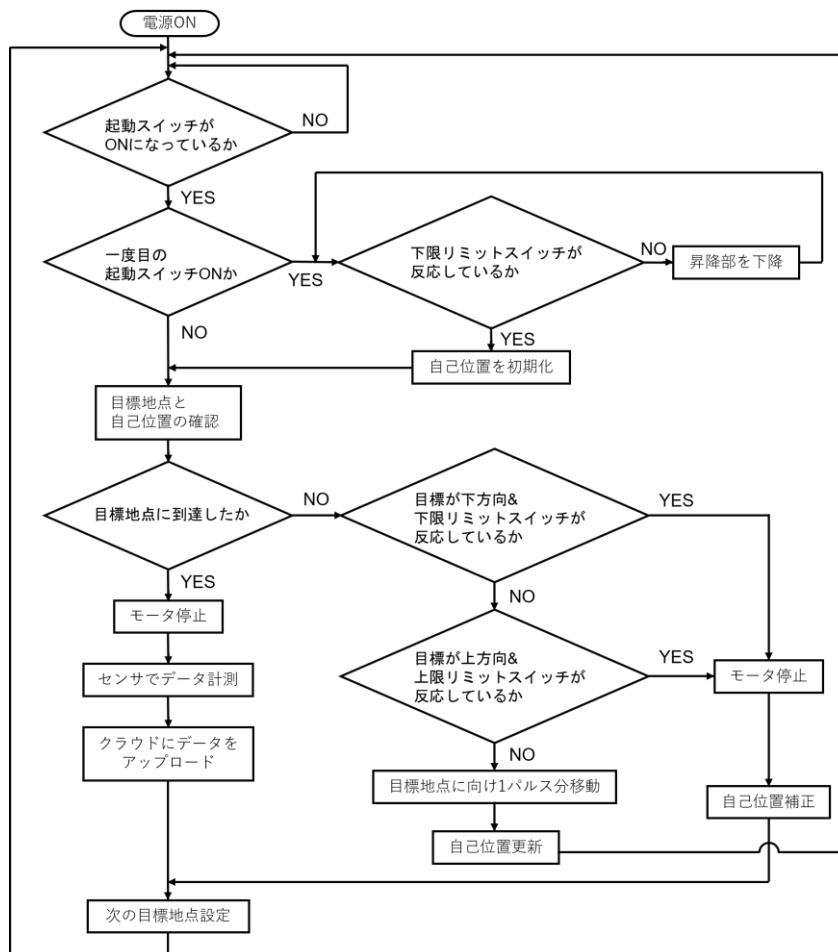 電源ON
起動スイッチが
ONになっているか
NO
YES
一度目の
起動スイッチONか
YES
NO
下限リミットスイッチが
反応しているか
NO
昇降部を下降
YES
自己位置を初期化
目標地点と
自己位置の確認
目標地点に到達したか
NO
YES
目標が下方向&
下限リミットスイッチが
反応しているか
YES
NO
モータ停止
目標が上方向&
上限リミットスイッチが
反応しているか
YES
モータ停止
センサでデータ計測
クラウドにデータを
アップロード
NO
目標地点に向け1パルス分移動
自己位置補正
自己位置更新
次の目標地点設定